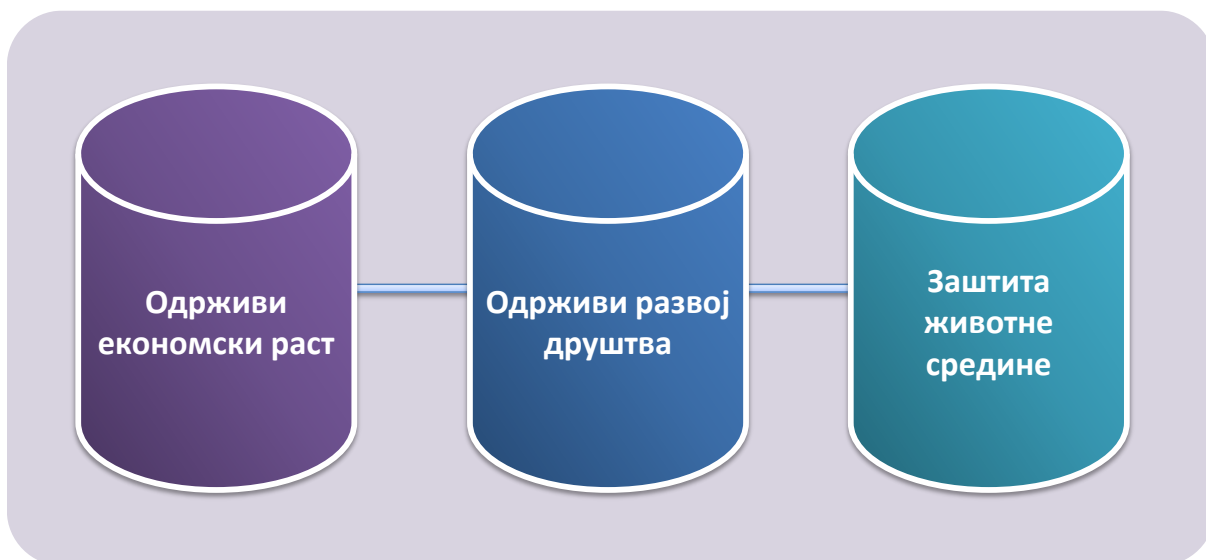 Одрживи
економски раст
Одрживи развој
друштва
Заштита
животне
средине